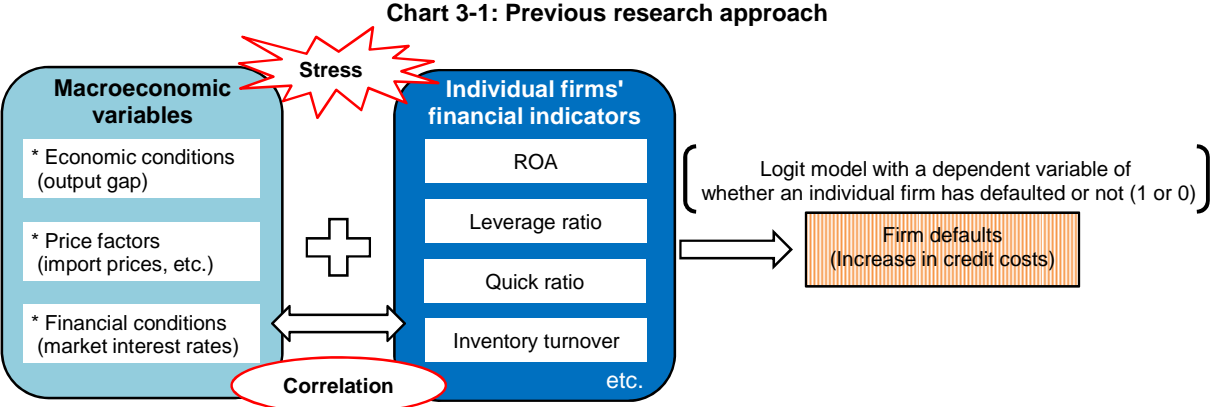 Chart 3-1: Previous research approach
Stress
Macroeconomic
variables
* Economic conditions
(output gap)
* Price factors
(import prices, etc.)
* Financial conditions
(market interest rates)
Correlation
Individual firms'
financial indicators
ROA
Leverage ratio
Quick ratio
Inventory turnover
etc.
Logit model with a dependent variable of
whether an individual firm has defaulted or not (1 or 0)
Firm defaults
(Increase in credit costs)